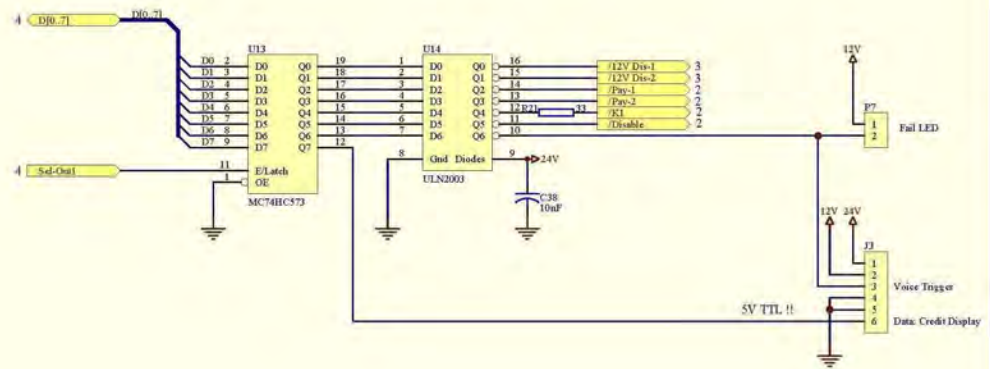 4 D[0..7] D[0..7]
U13 U14
D0 2 D0 Q0 19 1 D0 Q0 16 /12V Dis-1 3
D1 3 D1 Q1 18 2 D1 Q1 15 /12V Dis-2 3
D2 4 D2 Q2 17 3 D2 Q2 14 /Pay-1 2
D3 5 D3 Q3 16 4 D3 Q3 13 /Pay-2 2
D4 6 D4 Q4 15 5 D4 Q4 12 R21 33 /K1 2
D5 7 D5 Q5 14 6 D5 Q5 11 /Disable 2
D6 8 D6 Q6 13 7 D6 Q6 10
D7 9 D7 Q7 12
12V
P7
1
2
Fail LED
4 Sel-Out1 11 E/Latch
1 OE
MC74HC573
8 Gnd Diodes 9 24V
ULN2003
C38
10nF
12V 24V
J3
1
2
3 Voice Trigger
4
5
6 Data: Credit Display
5V TTL !!